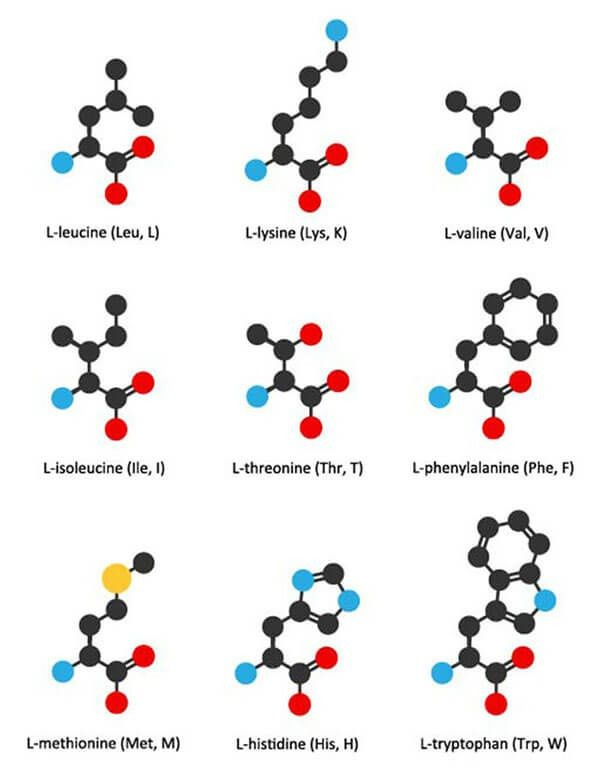 L-leucine (Leu, L)
L-lysine (Lys, K)
L-valine (Val, V)
L-isoleucine (Ile, I)
L-threonine (Thr, T)
L-phenylalanine (Phe, F)
L-methionine (Met, M)
L-histidine (His, H)
L-tryptophan (Trp, W)